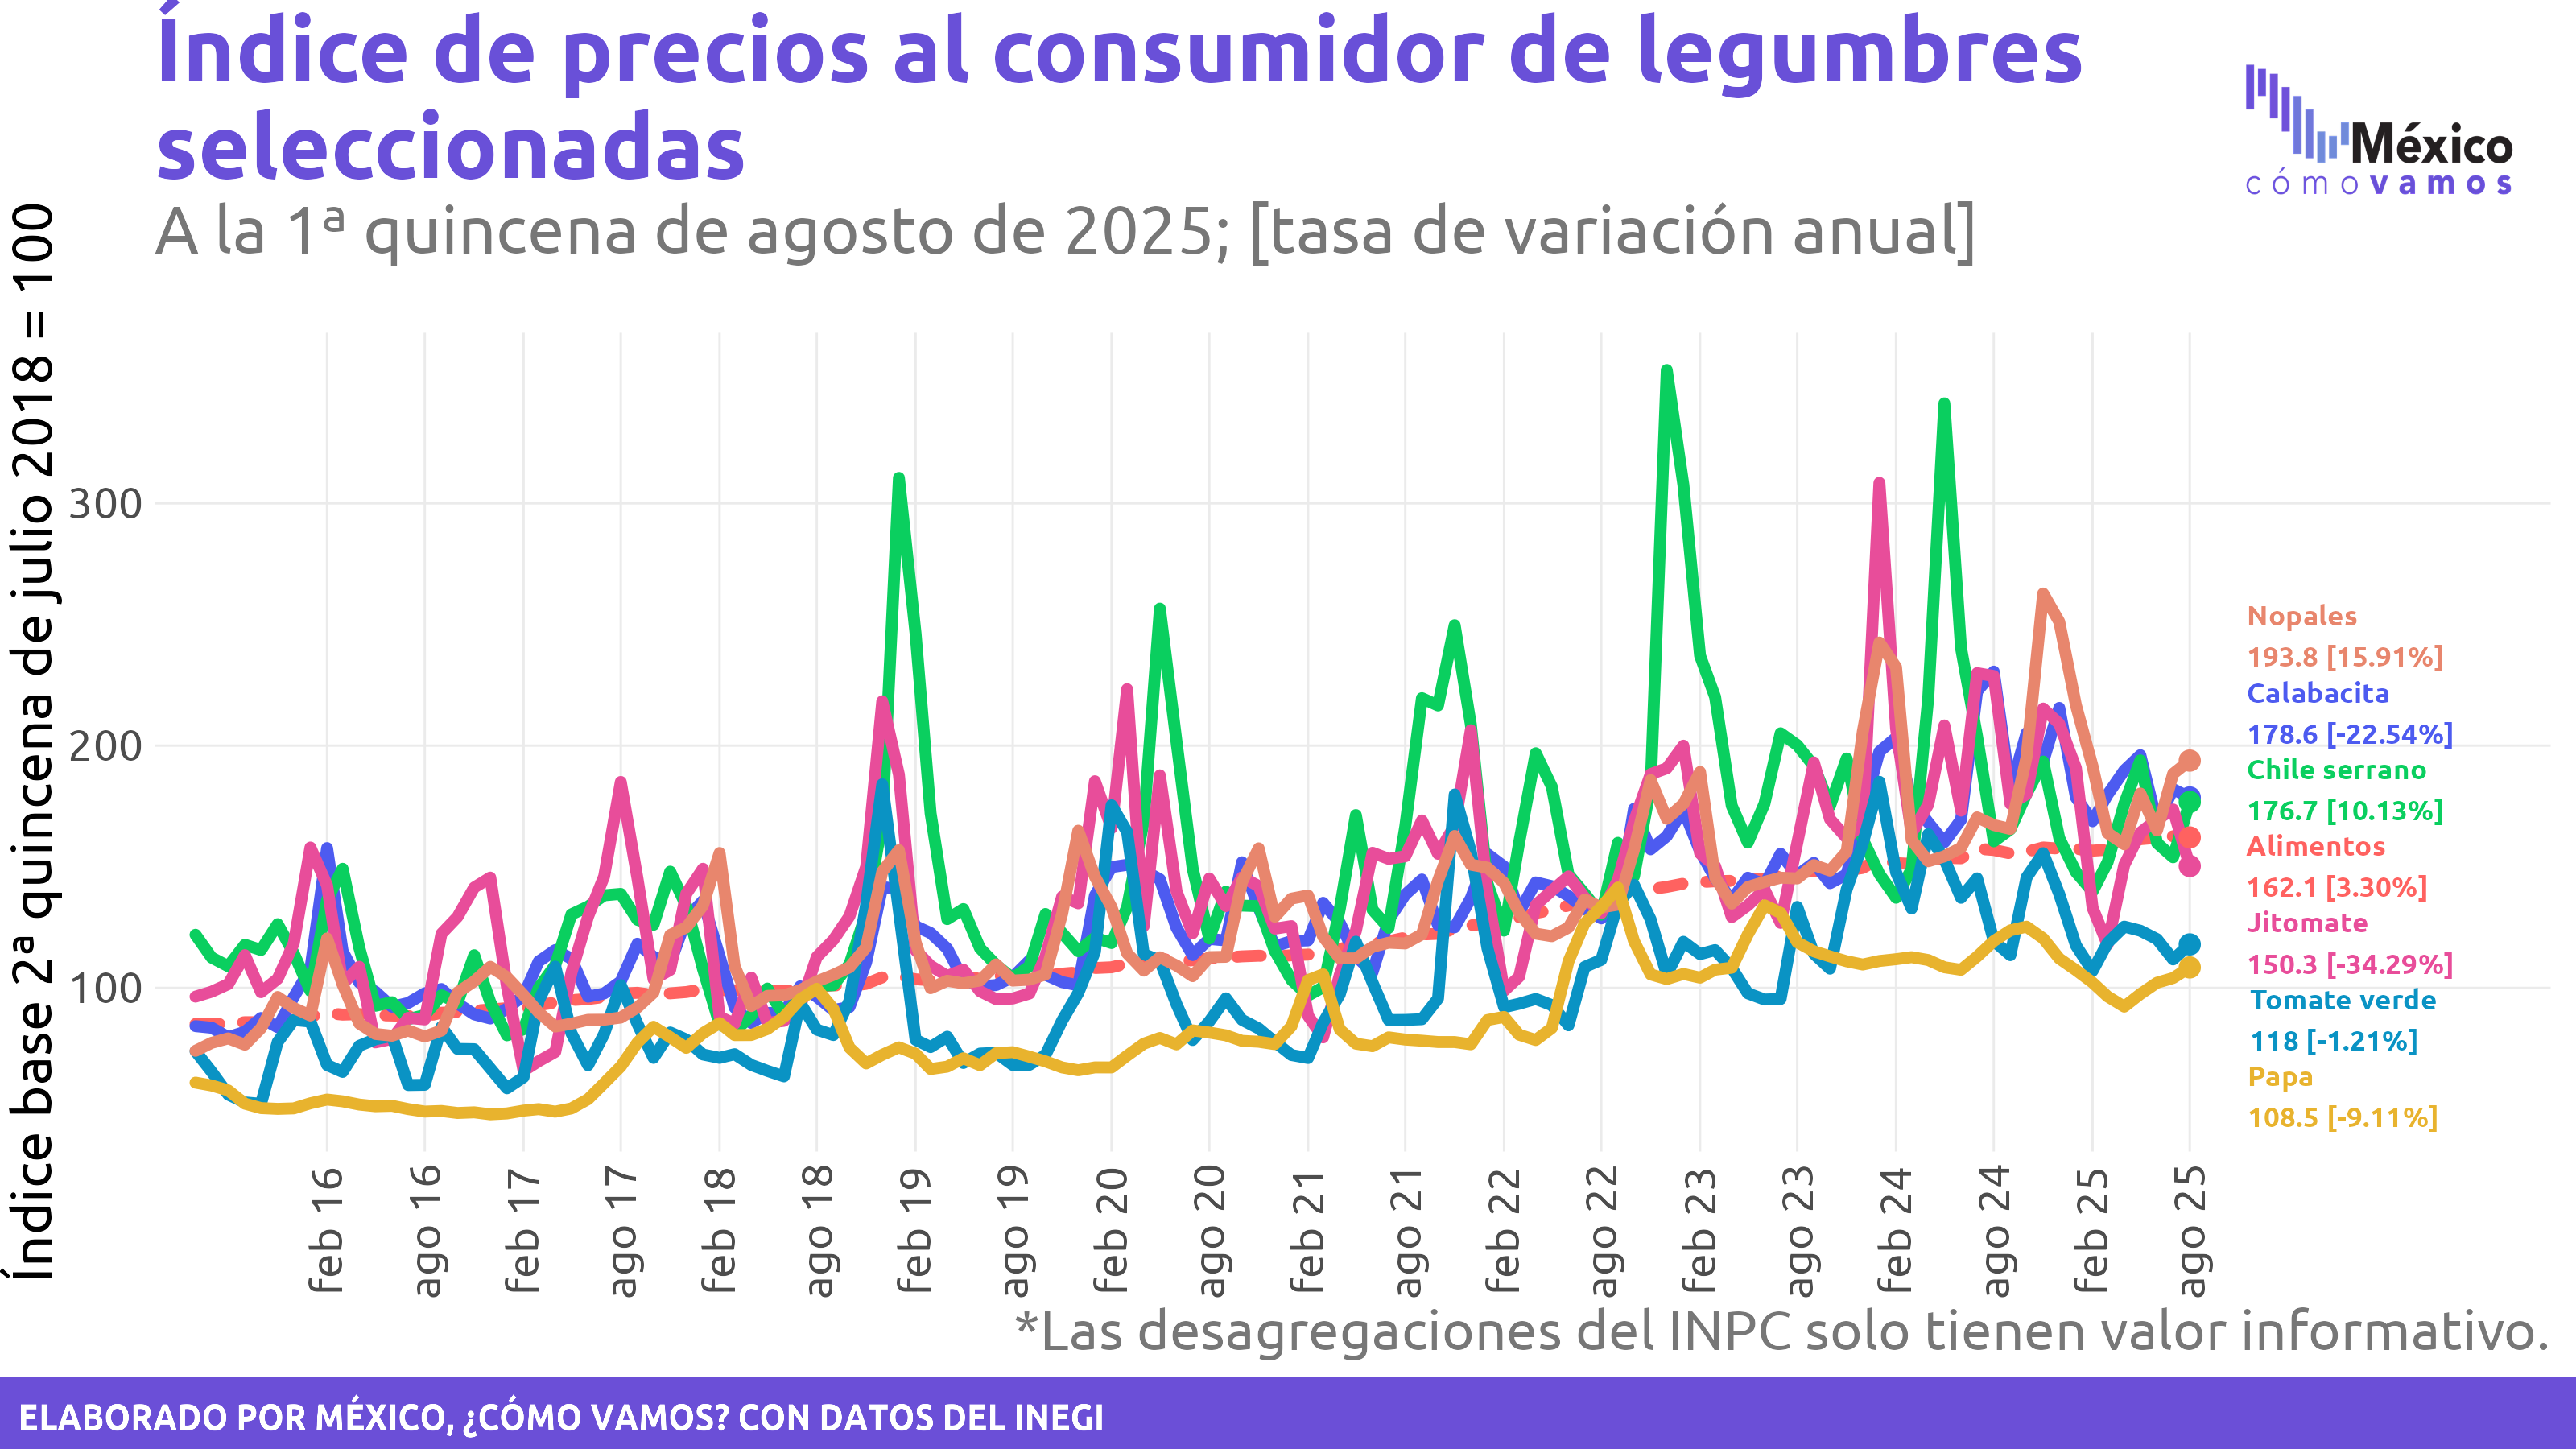 Índice de precios al consumidor de legumbres
seleccionadas
A la 1ª quincena de agosto de 2025; [tasa de variación anual]
México
cómo vamos
Índice base 2ª quincena de julio 2018 = 100
300
200
100
Nopales
193.8 [15.91%]
Calabacita
178.6 [-22.54%]
Chile serrano
176.7 [10.13%]
Alimentos
162.1 [3.30%]
Jitomate
150.3 [-34.29%]
Tomate verde
118 [-1.21%]
Papa
108.5 [-9.11%]
feb 16
ago 16
feb 17
ago 17
feb 18
ago 18
feb 19
ago 19
feb 20
ago 20
feb 21
ago 21
feb 22
ago 22
feb 23
ago 23
feb 24
ago 24
feb 25
ago 25
*Las desagregaciones del INPC solo tienen valor informativo.
ELABORADO POR MÉXICO, ¿CÓMO VAMOS? CON DATOS DEL INEGI